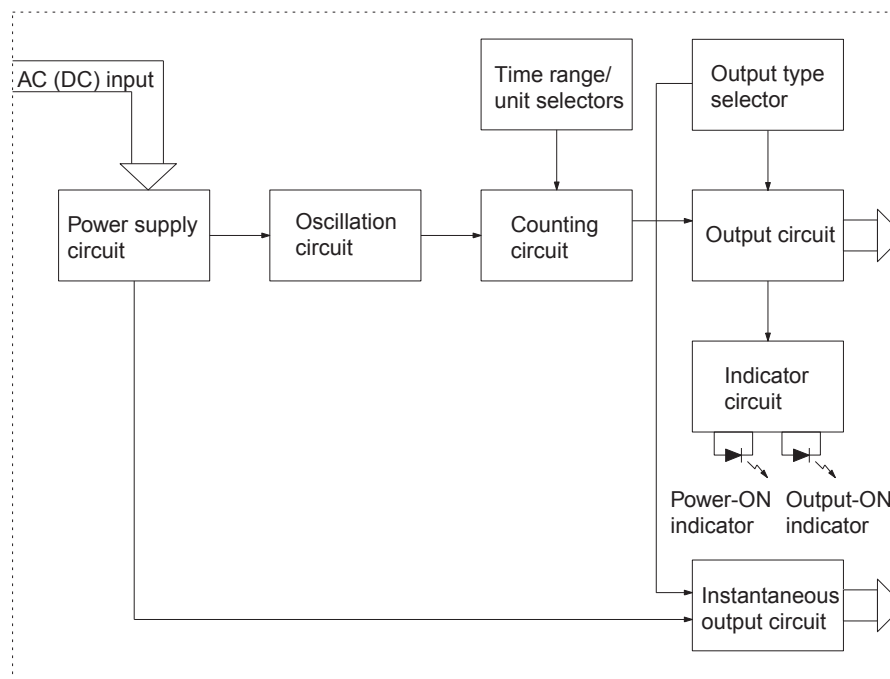 AC (DC) input
Time range/
unit selectors
Output type
selector
Power supply
circuit
Oscillation
circuit
Counting
circuit
Output circuit
Indicator
circuit
Power-ON
indicator
Output-ON
indicator
Instantaneous
output circuit